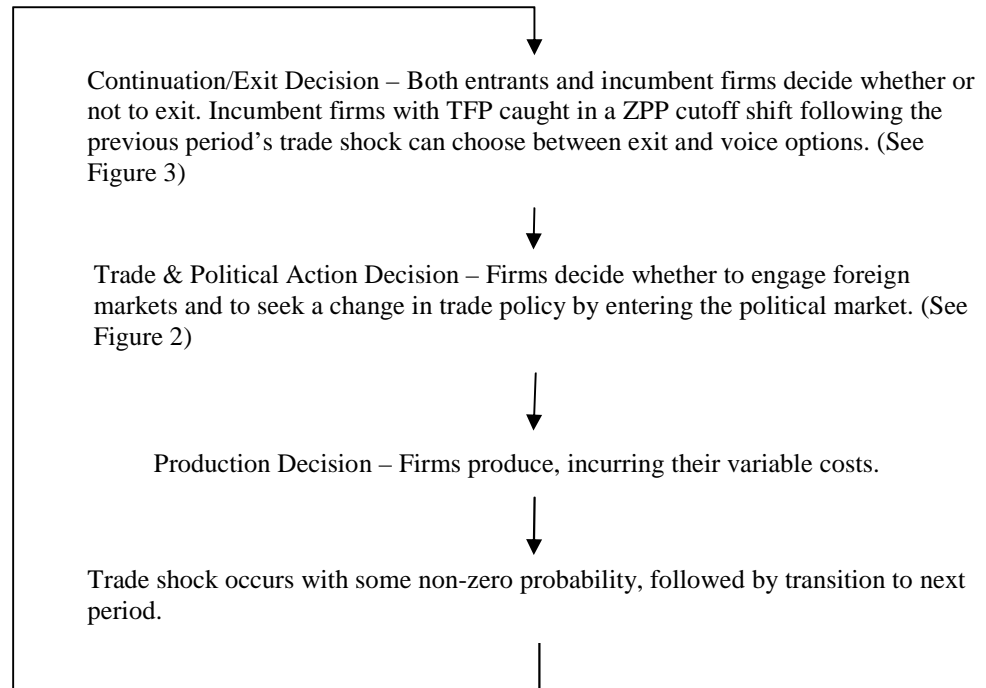 Continuation/Exit Decision – Both entrants and incumbent firms decide whether or
not to exit. Incumbent firms with TFP caught in a ZPP cutoff shift following the
previous period’s trade shock can choose between exit and voice options. (See
Figure 3)
Trade & Political Action Decision – Firms decide whether to engage foreign
markets and to seek a change in trade policy by entering the political market. (See
Figure 2)
Production Decision – Firms produce, incurring their variable costs.
Trade shock occurs with some non-zero probability, followed by transition to next
period.